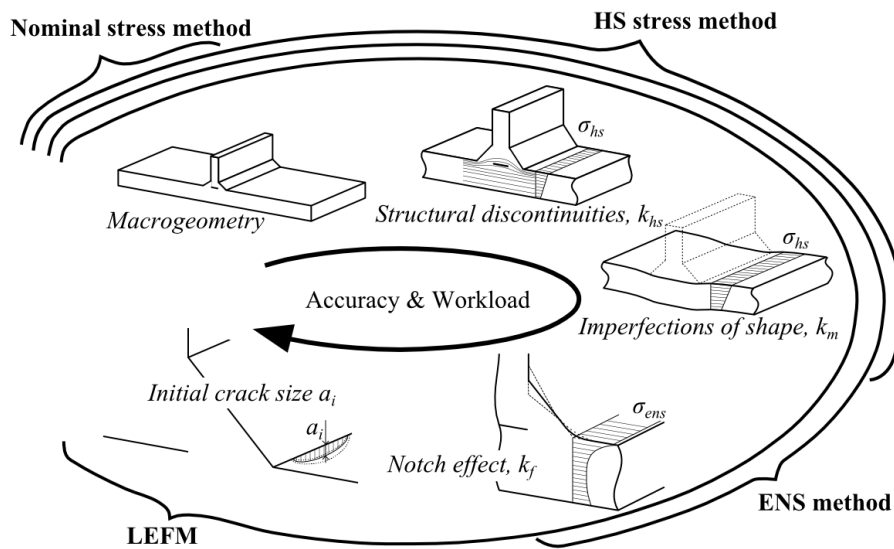 Nominal stress method
HS stress method
σhs
Macrogeometry
Structural discontinuities, khs
σhs
Accuracy & Workload
Imperfections of shape, km
Initial crack size ai
ai
σens
Notch effect, kf
ENS method
LEFM